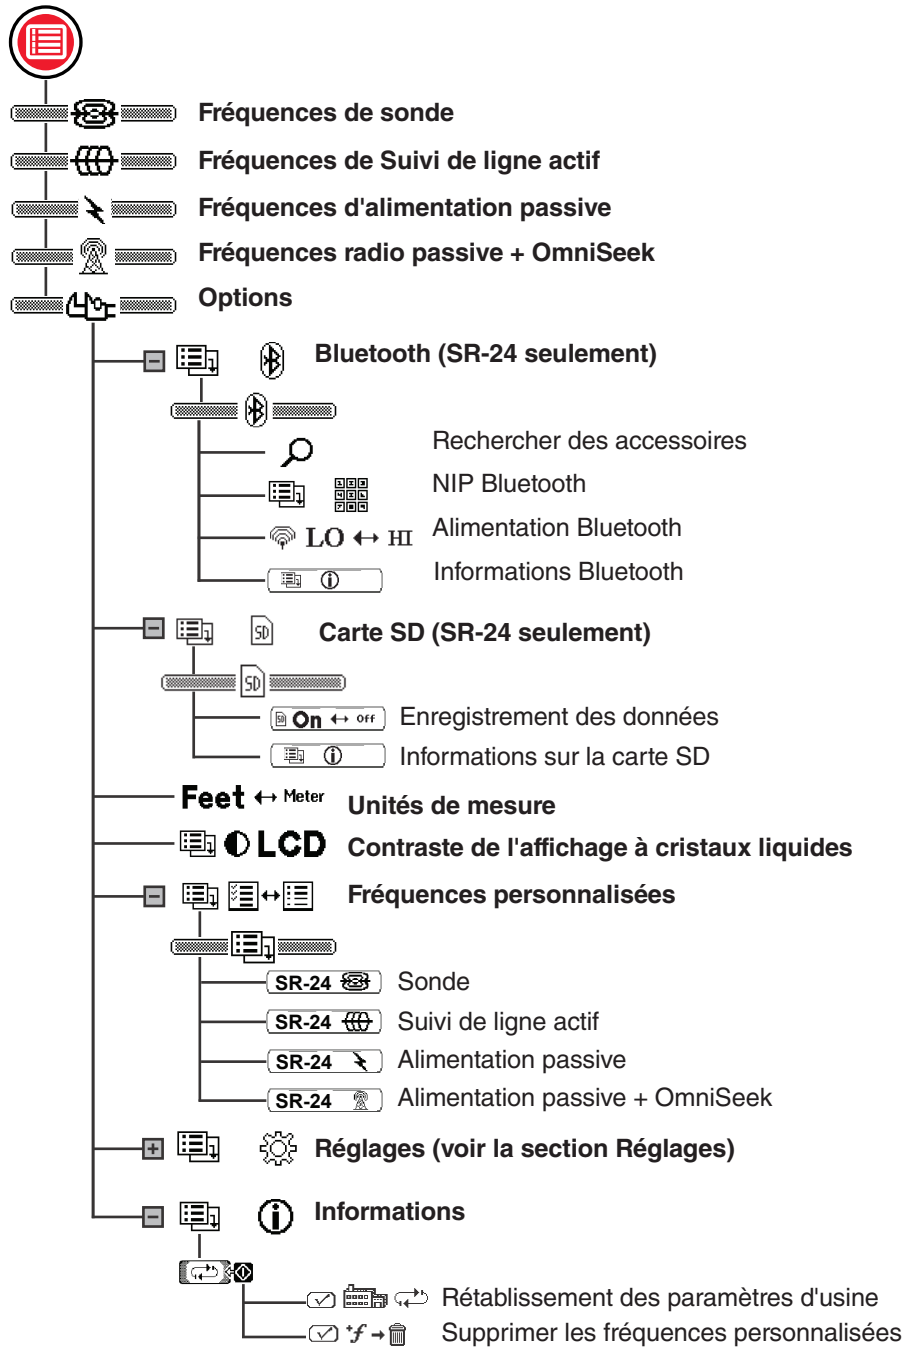 Fréquences de sonde
Fréquences de Suivi de ligne actif
Fréquences d'alimentation passive
Fréquences radio passive + OmniSeek
Options
Bluetooth (SR-24 seulement)
Rechercher des accessoires
NIP Bluetooth
LO ↔ HI Alimentation Bluetooth
Informations Bluetooth
SD Carte SD (SR-24 seulement)
SD
SD On ↔ Off Enregistrement des données
Informations sur la carte SD
Feet ↔ Meter Unités de mesure
LCD Contraste de l'affichage à cristaux liquides
Fréquences personnalisées
SR-24 Sonde
SR-24 Suivi de ligne actif
SR-24 Alimentation passive
SR-24 Alimentation passive + OmniSeek
Réglages (voir la section Réglages)
Informations
Rétablissement des paramètres d'usine
+f → Supprimer les fréquences personnalisées